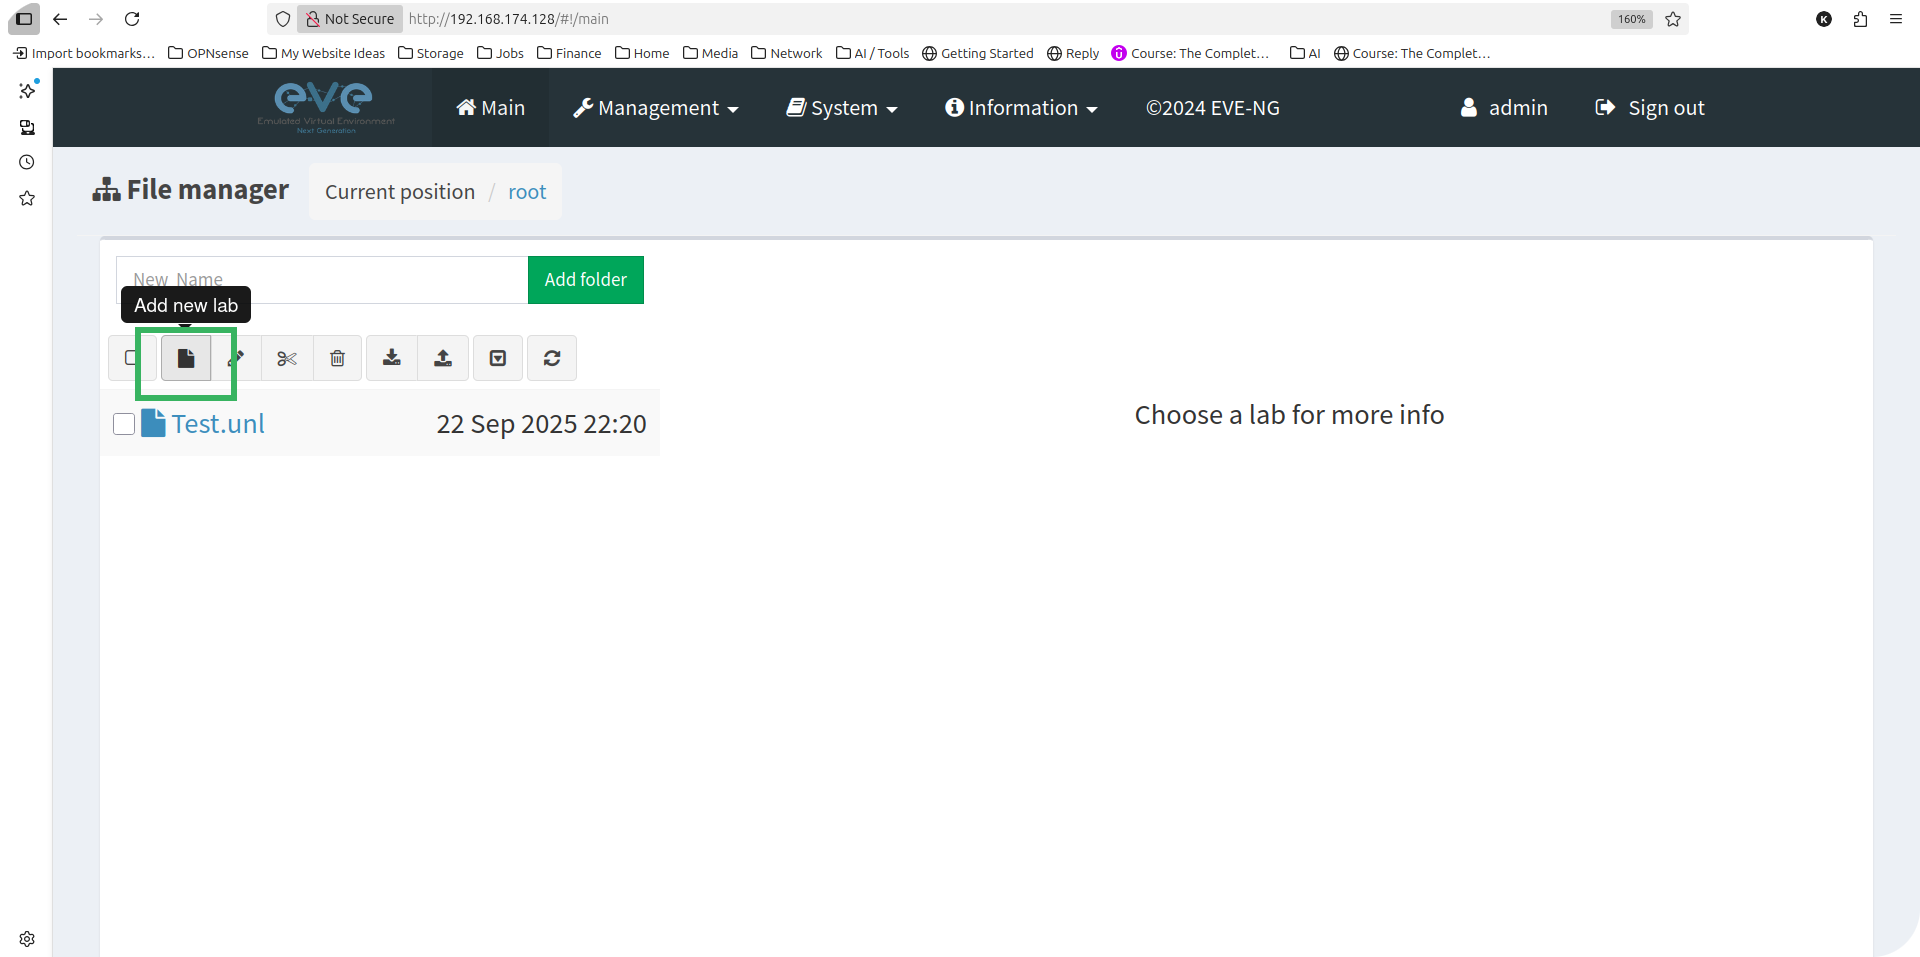 Not Secure http://192.168.174.128/#!/main 160% K
Import bookmarks... OPNsense My Website Ideas Storage Jobs Finance Home Media Network AI / Tools Getting Started Reply Course: The Complet... AI Course: The Complet...
eve
Emulated Virtual Environment
Next Generation
Main Management System Information ©2024 EVE-NG admin Sign out
File manager Current position / root
New Name Add folder
Add new lab
Test.unl 22 Sep 2025 22:20
Choose a lab for more info